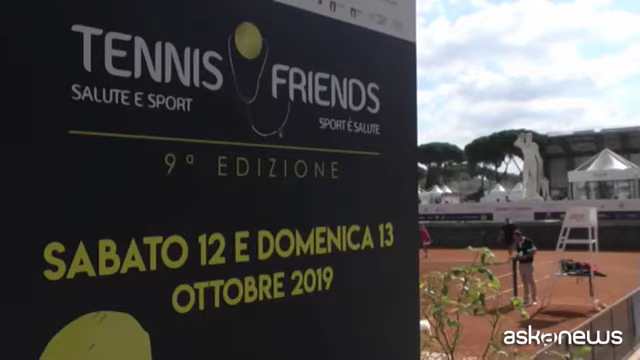 TENNIS & FRIENDS
SALUTE E SPORT
SPORT È SALUTE
9ª EDIZIONE
SABATO 12 E DOMENICA 13
OTTOBRE 2019
askanews